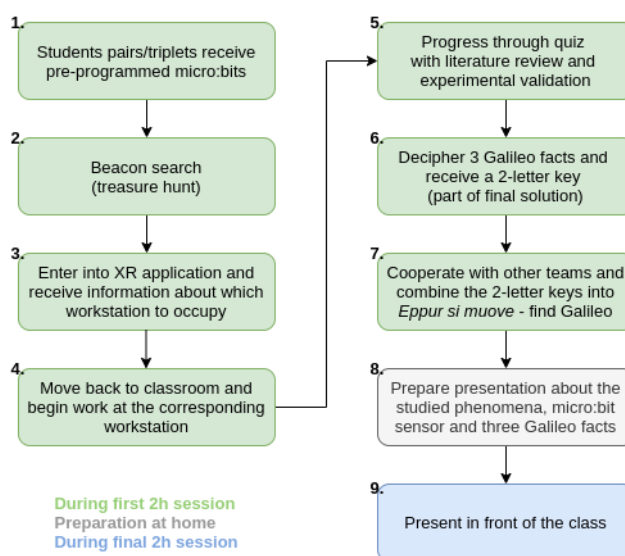 1.
Students pairs/triplets receive
pre-programmed micro:bits
2.
Beacon search
(treasure hunt)
3.
Enter into XR application and
receive information about which
workstation to occupy
4.
Move back to classroom and
begin work at the corresponding
workstation
5.
Progress through quiz
with literature review and
experimental validation
6.
Decipher 3 Galileo facts and
receive a 2-letter key
(part of final solution)
7.
Cooperate with other teams and
combine the 2-letter keys into
Eppur si muove - find Galileo
8.
Prepare presentation about the
studied phenomena, micro:bit
sensor and three Galileo facts
9.
Present in front of the class
During first 2h session
Preparation at home
During final 2h session